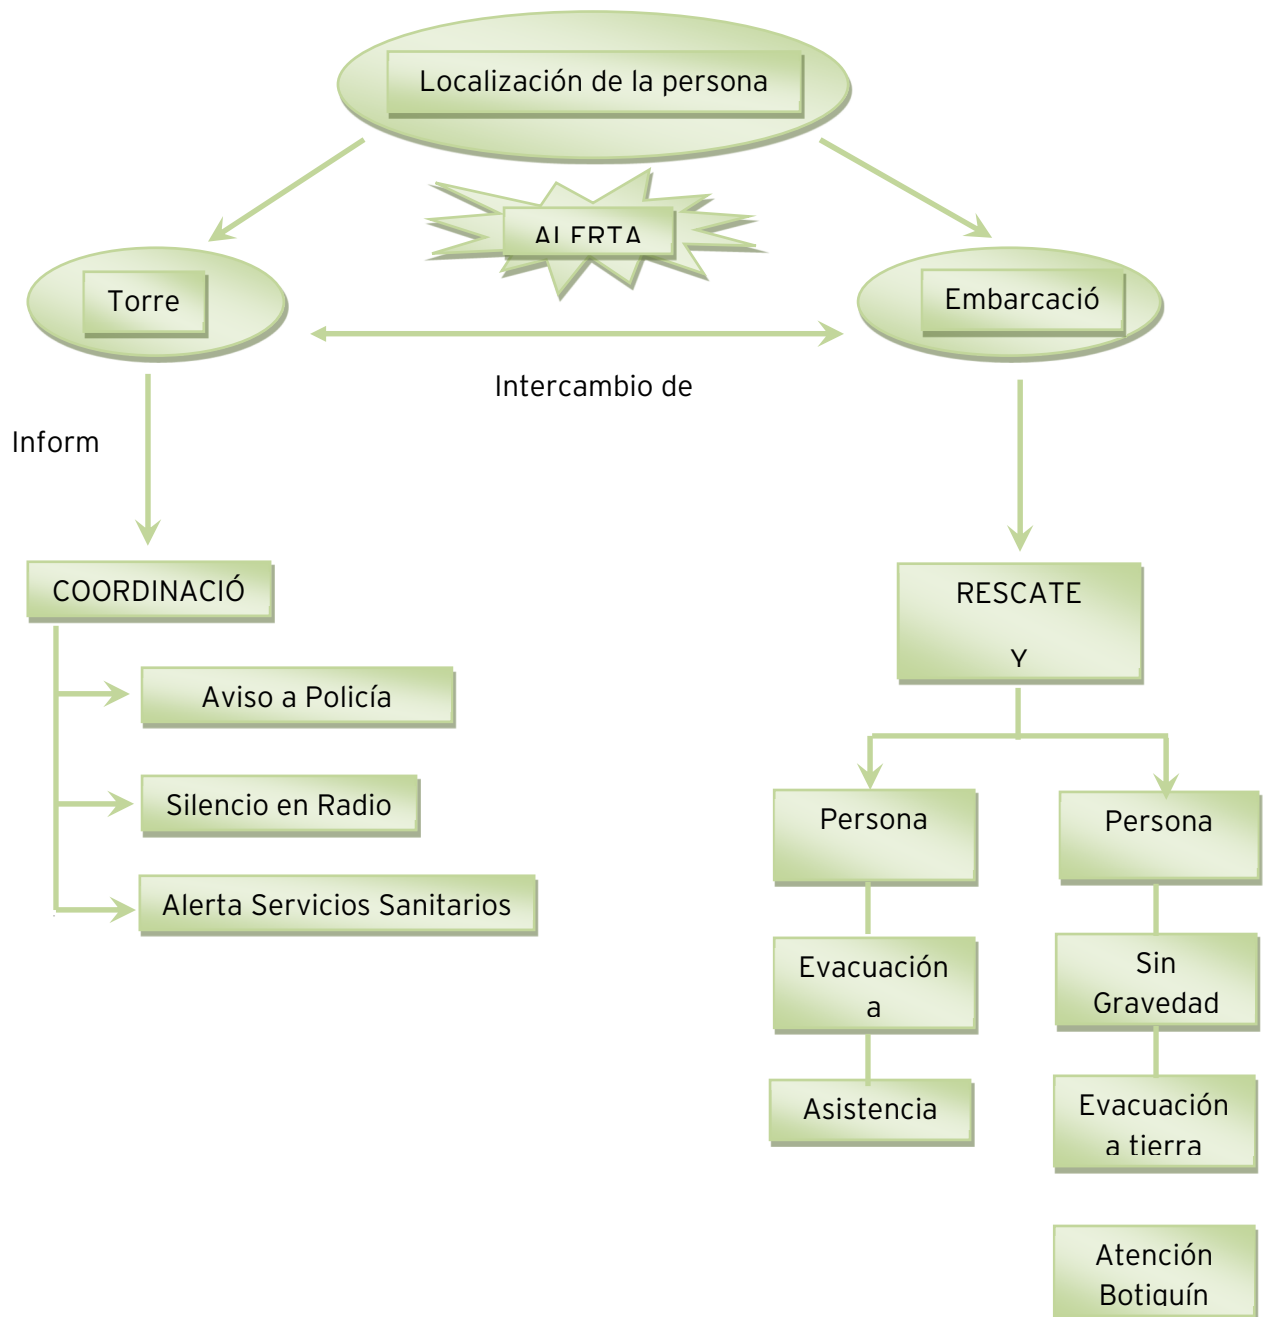 Localización de la persona
ALERTA
Torre
Embarcació
Intercambio de
Inform
COORDINACIÓ
RESCATE
Y
Aviso a Policía
Silencio en Radio
Alerta Servicios Sanitarios
Persona
Evacuación
a
Asistencia
Persona
Sin
Gravedad
Evacuación
a tierra
Atención
Botiquín